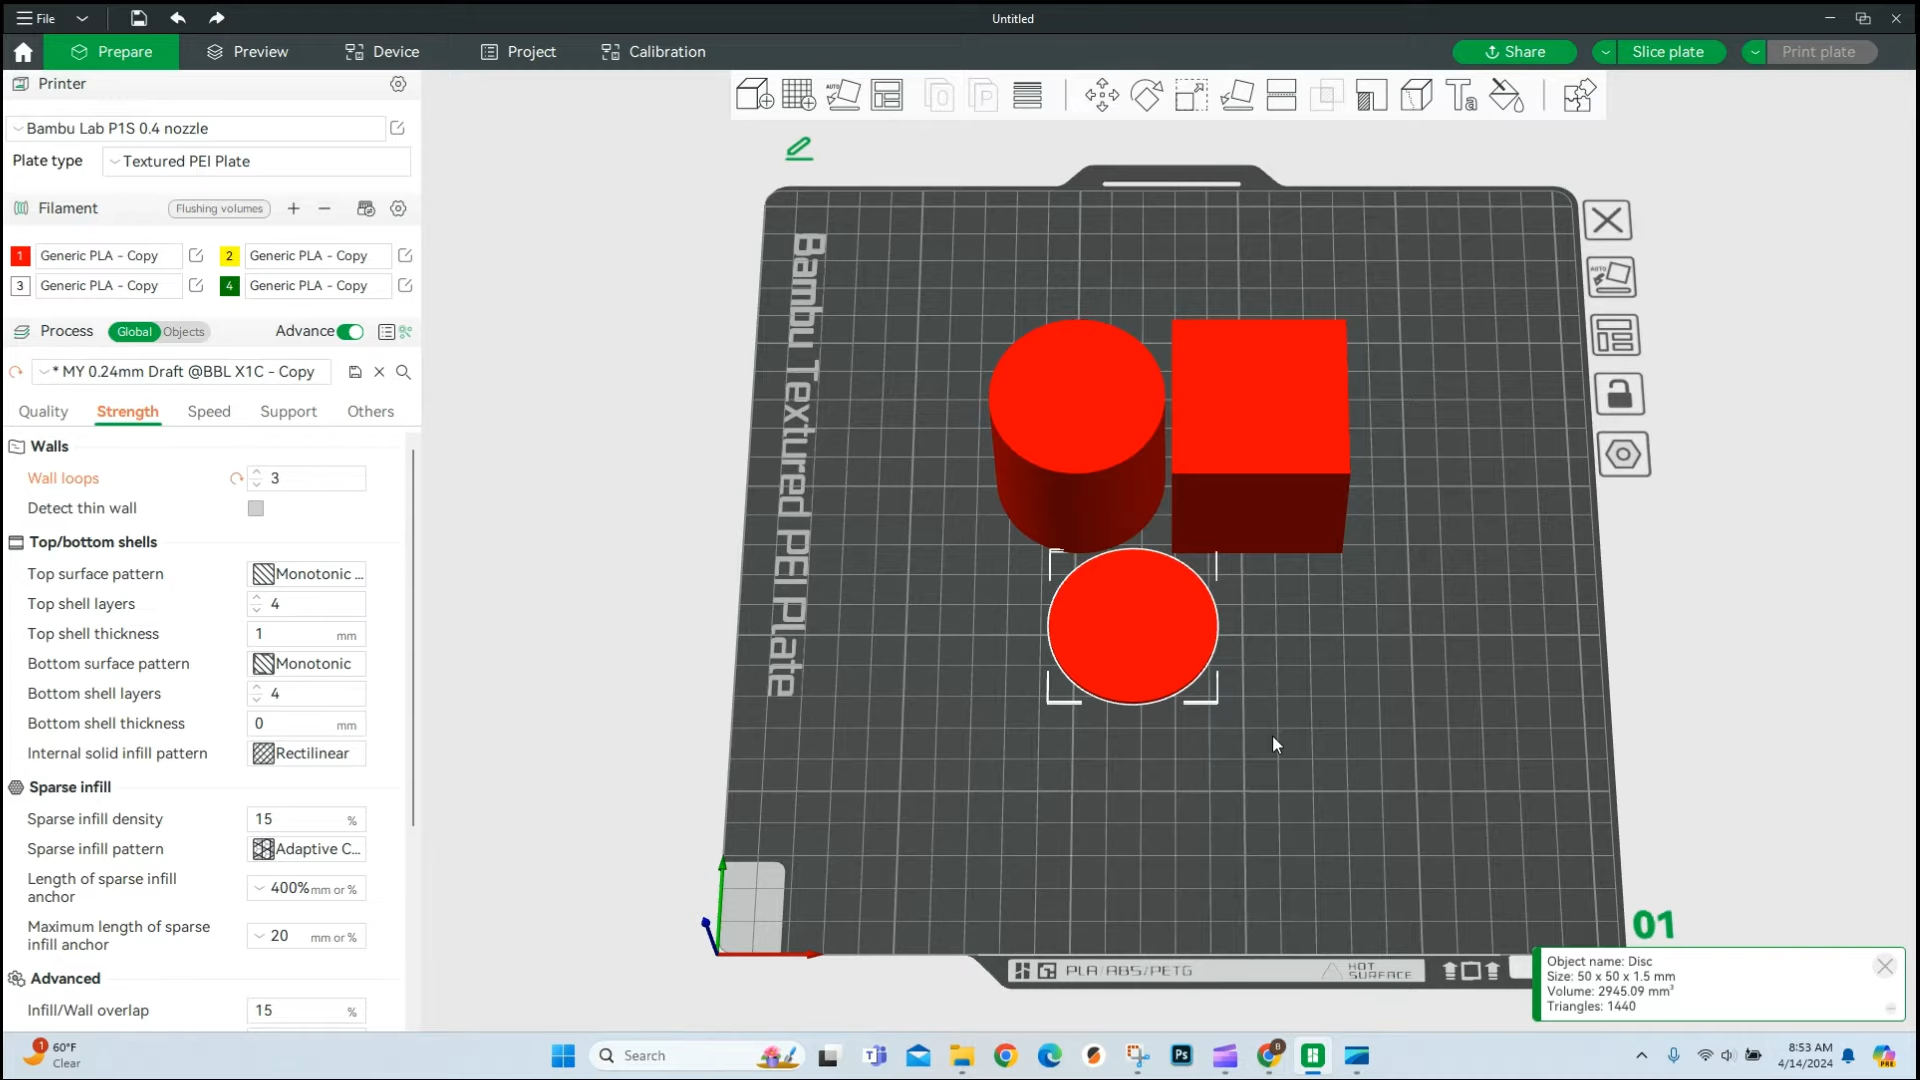 File
Untitled
Prepare
Preview
Device
Project
Calibration
Share
Slice plate
Print plate
Printer
Bambu Lab P1S 0.4 nozzle
Plate type
Textured PEI Plate
Filament
Flushing volumes
1 Generic PLA - Copy
2 Generic PLA - Copy
3 Generic PLA - Copy
4 Generic PLA - Copy
Process
Global
Objects
Advance
* MY 0.24mm Draft @BBL X1C - Copy
Quality
Strength
Speed
Support
Others
Walls
Wall loops 3
Detect thin wall
Top/bottom shells
Top surface pattern Monotonic ...
Top shell layers 4
Top shell thickness 1 mm
Bottom surface pattern Monotonic
Bottom shell layers 4
Bottom shell thickness 0 mm
Internal solid infill pattern Rectilinear
Sparse infill
Sparse infill density 15 %
Sparse infill pattern Adaptive C...
Length of sparse infill
anchor
400% mm or %
Maximum length of sparse
infill anchor
20 mm or %
Advanced
Infill/Wall overlap 15 %
AUTO
O
P
Ta
Bambu Textured PEI Plate
AUTO
01
PLA/ABS/PETG
HOT
SURFACE
Object name: Disc
Size: 50 x 50 x 1.5 mm
Volume: 2945.09 mm³
Triangles: 1440
1
60°F
Clear
Search
Ps
B
8:53 AM
4/14/2024
PRE